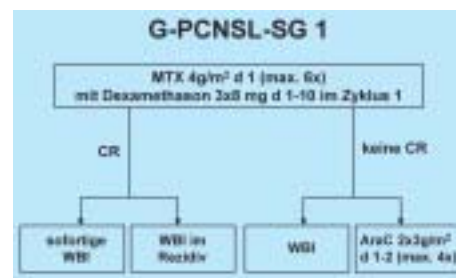 G-PCNSL-SG 1
MTX 4g/m² d 1 (max. 6x)
mit Dexamethason 3x8 mg d 1-10 im Zyklus 1
CR
keine CR
sofortige
WBI
WBI im
Rezidiv
WBI
AraC 2x3g/m²
d 1-2 (max. 4x)